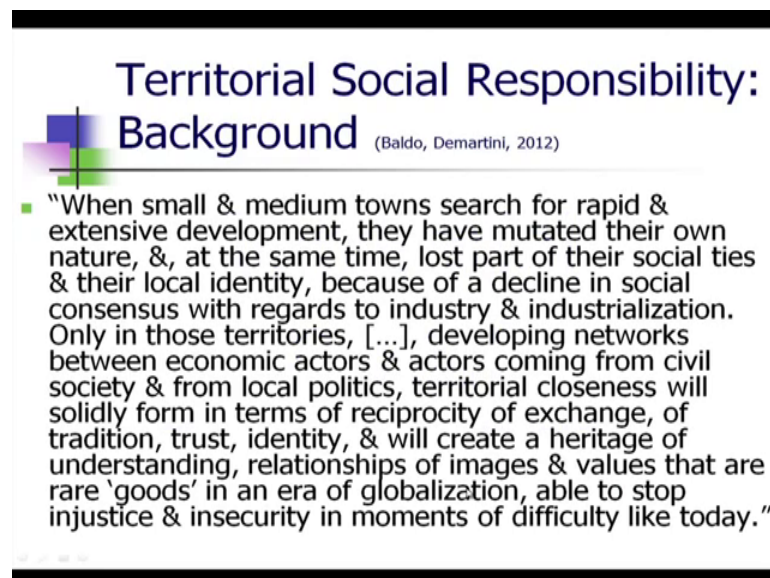 Territorial Social Responsibility:
Background (Baldo, Demartini, 2012)
“When small & medium towns search for rapid &
extensive development, they have mutated their own
nature, &, at the same time, lost part of their social ties
& their local identity, because of a decline in social
consensus with regards to industry & industrialization.
Only in those territories, [...], developing networks
between economic actors & actors coming from civil
society & from local politics, territorial closeness will
solidly form in terms of reciprocity of exchange, of
tradition, trust, identity, & will create a heritage of
understanding, relationships of images & values that are
rare ‘goods’ in an era of globalization, able to stop
injustice & insecurity in moments of difficulty like today.”